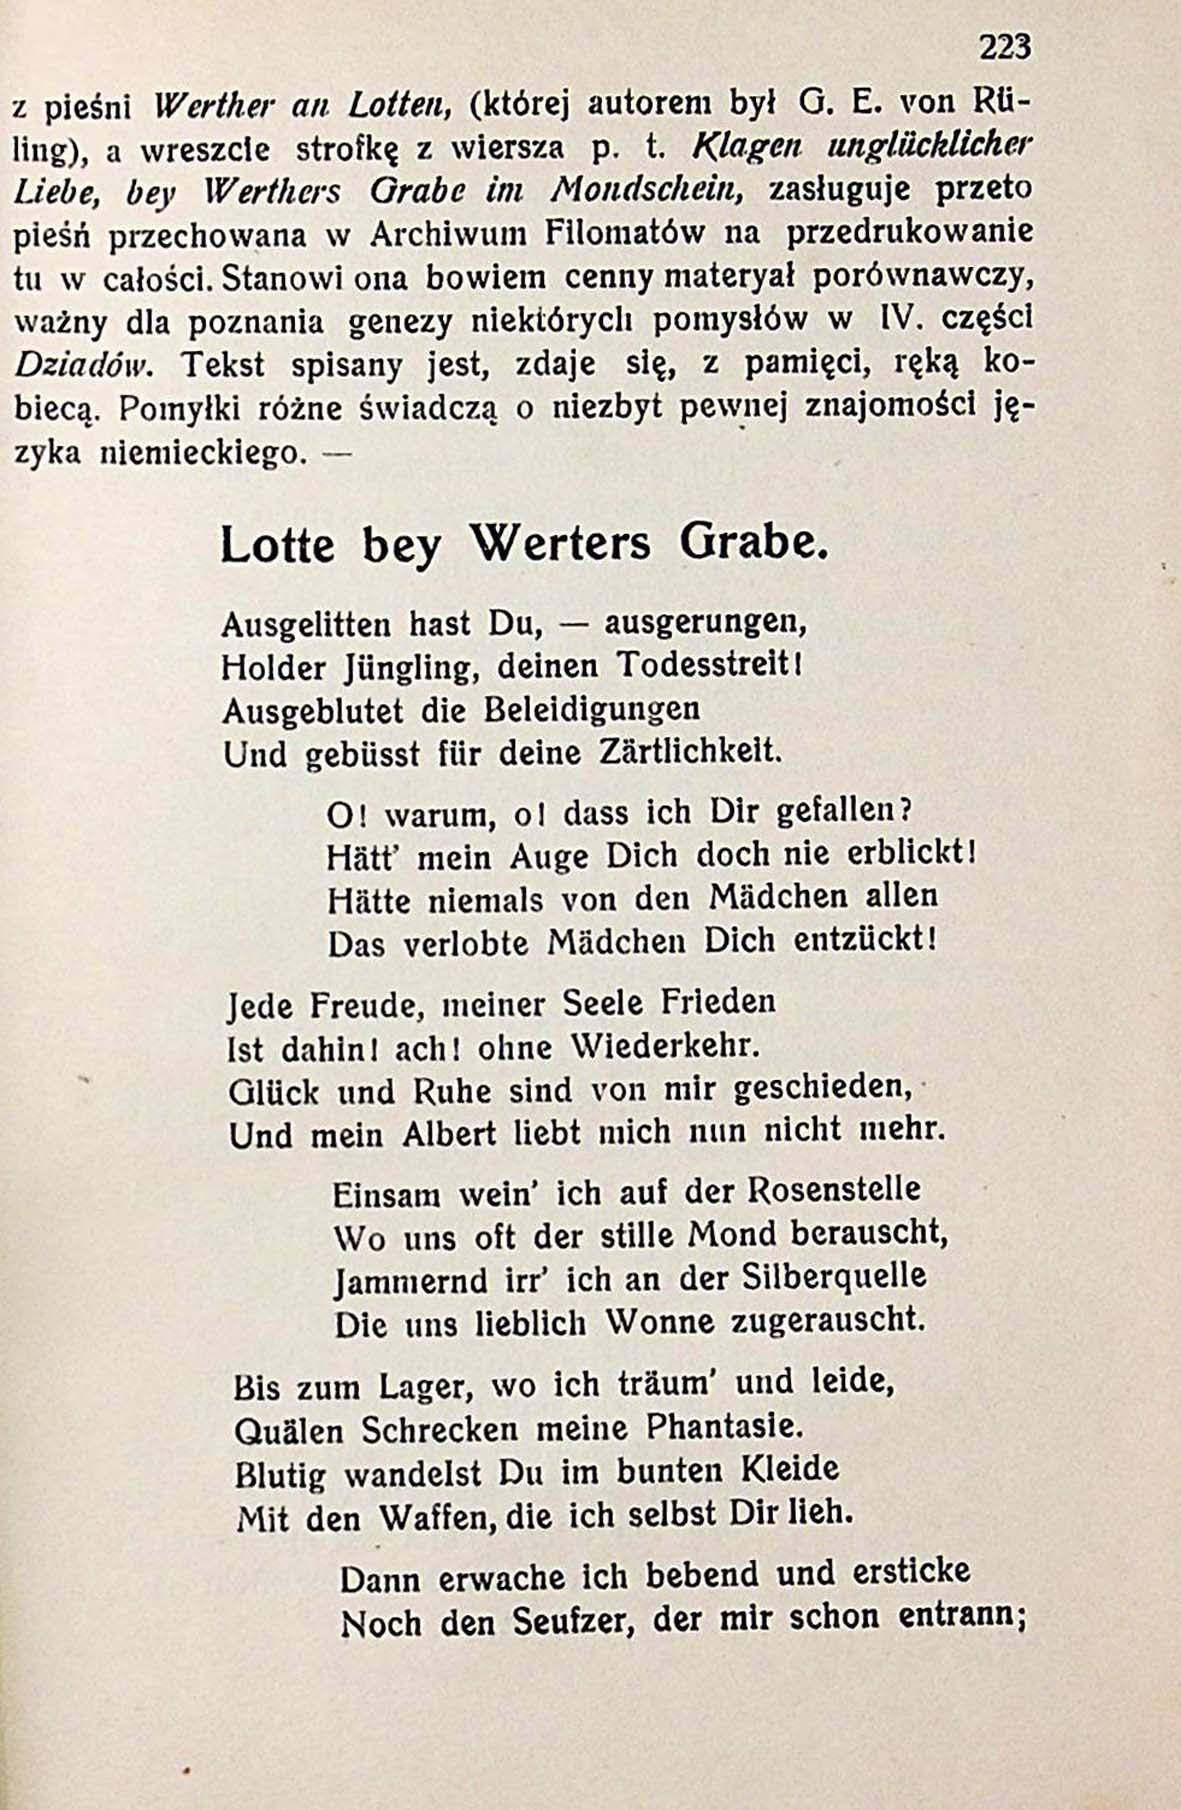 223
z pieśni Werther an Lotten, (której autorem był G. E. von Rü-
ling), a wreszcie strofkę z wiersza p. t. Klagen unglücklicher
Liebe, bey Werthers Grabe im Mondschein, zasługuje przeto
pieśń przechowana w Archiwum Filomatów na przedrukowanie
tu w całości. Stanowi ona bowiem cenny materyał porównawczy,
ważny dla poznania genezy niektórych pomysłów w IV. części
Dziadów. Tekst spisany jest, zdaje się, z pamięci, ręką ko-
biecą. Pomyłki różne świadczą o niezbyt pewnej znajomości ję-
zyka niemieckiego. —
Lotte bey Werters Grabe.
Ausgelitten hast Du, — ausgerungen,
Holder Jüngling, deinen Todesstreit!
Ausgeblutet die Beleidigungen
Und gebüsst für deine Zärtlichkeit.
O! warum, o! dass ich Dir gefallen?
Hätt' mein Auge Dich doch nie erblickt!
Hätte niemals von den Mädchen allen
Das verlobte Mädchen Dich entzückt!
Jede Freude, meiner Seele Frieden
Ist dahin! ach! ohne Wiederkehr.
Glück und Ruhe sind von mir geschieden,
Und mein Albert liebt mich nun nicht mehr.
Einsam wein' ich auf der Rosenstelle
Wo uns oft der stille Mond berauscht,
Jammernd irr' ich an der Silberquelle
Die uns lieblich Wonne zugerauscht.
Bis zum Lager, wo ich träum' und leide,
Quälen Schrecken meine Phantasie.
Blutig wandelst Du im bunten Kleide
Mit den Waffen, die ich selbst Dir lieh.
Dann erwache ich bebend und ersticke
Noch den Seufzer, der mir schon entrann;